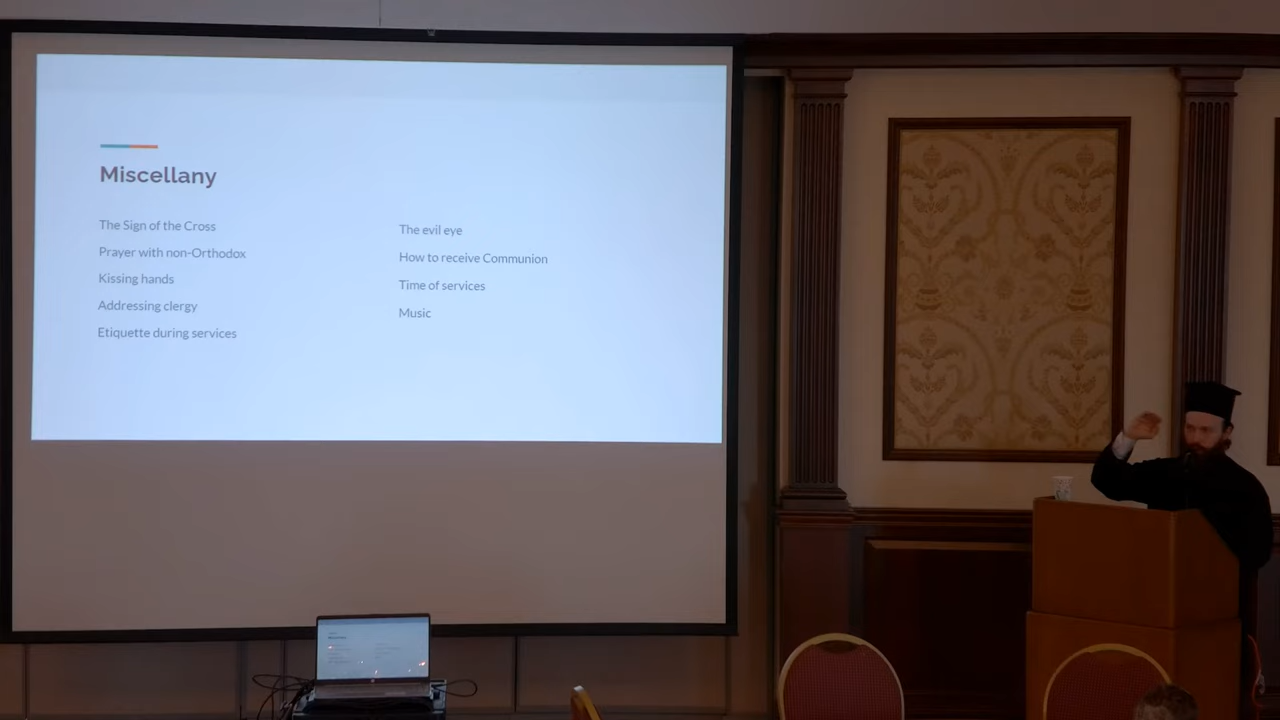 Miscellany
The Sign of the Cross
Prayer with non-Orthodox
Kissing hands
Addressing clergy
Etiquette during services
The evil eye
How to receive Communion
Time of services
Music